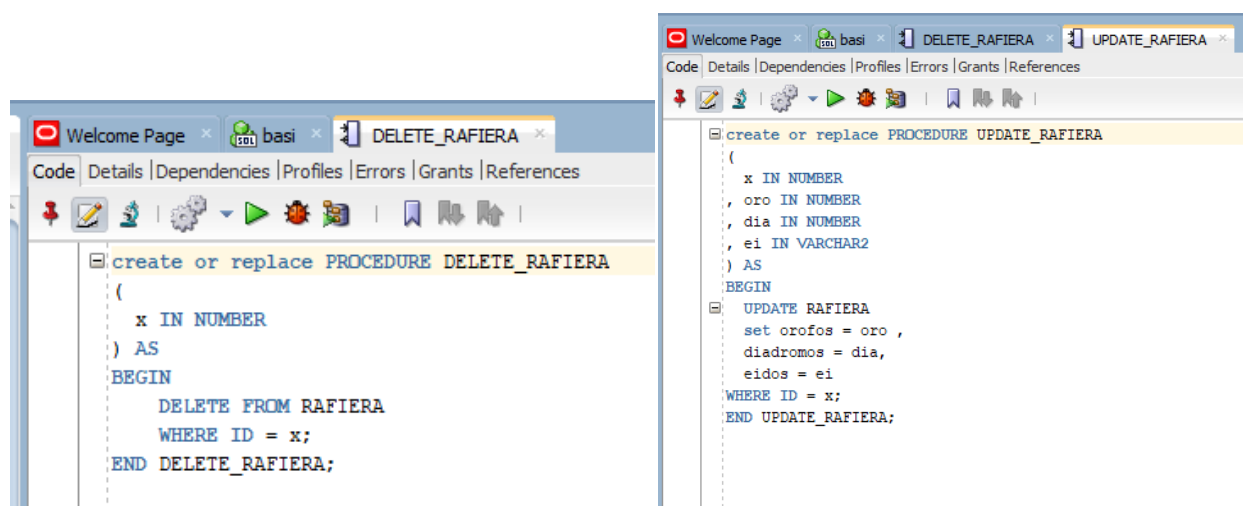 Welcome Page × basi × DELETE_RAFIERA ×
Code Details |Dependencies |Profiles |Errors |Grants |References
create or replace PROCEDURE DELETE_RAFIERA
(
x IN NUMBER
) AS
BEGIN
DELETE FROM RAFIERA
WHERE ID = x;
END DELETE_RAFIERA;
Welcome Page × basi × DELETE_RAFIERA × UPDATE_RAFIERA ×
Code Details |Dependencies |Profiles |Errors |Grants |References
create or replace PROCEDURE UPDATE_RAFIERA
(
x IN NUMBER
, oro IN NUMBER
, dia IN NUMBER
, ei IN VARCHAR2
) AS
BEGIN
UPDATE RAFIERA
set orofos = oro ,
diadromos = dia,
eidos = ei
WHERE ID = x;
END UPDATE_RAFIERA;